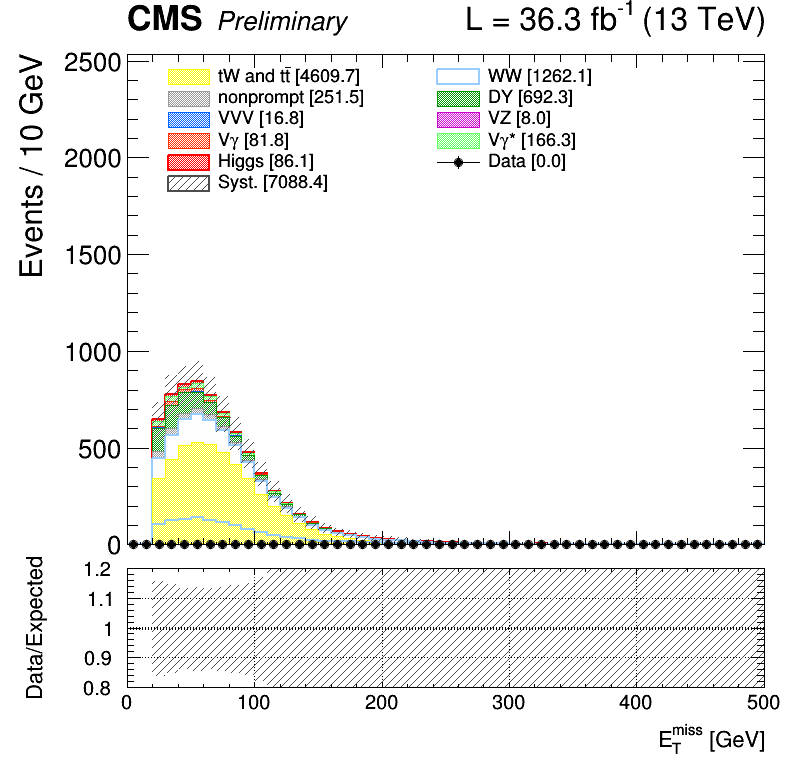 CMS Preliminary L = 36.3 fb⁻¹ (13 TeV)
Events / 10 GeV
2500
2000
1500
1000
500
0
tW and tt̄ [4609.7]
nonprompt [251.5]
VVV [16.8]
Vγ [81.8]
Higgs [86.1]
Syst. [7088.4]
WW [1262.1]
DY [692.3]
VZ [8.0]
Vγ* [166.3]
Data [0.0]
Data/Expected
1.2
1.1
1
0.9
0.8
0 100 200 300 400 500
E_T^miss [GeV]